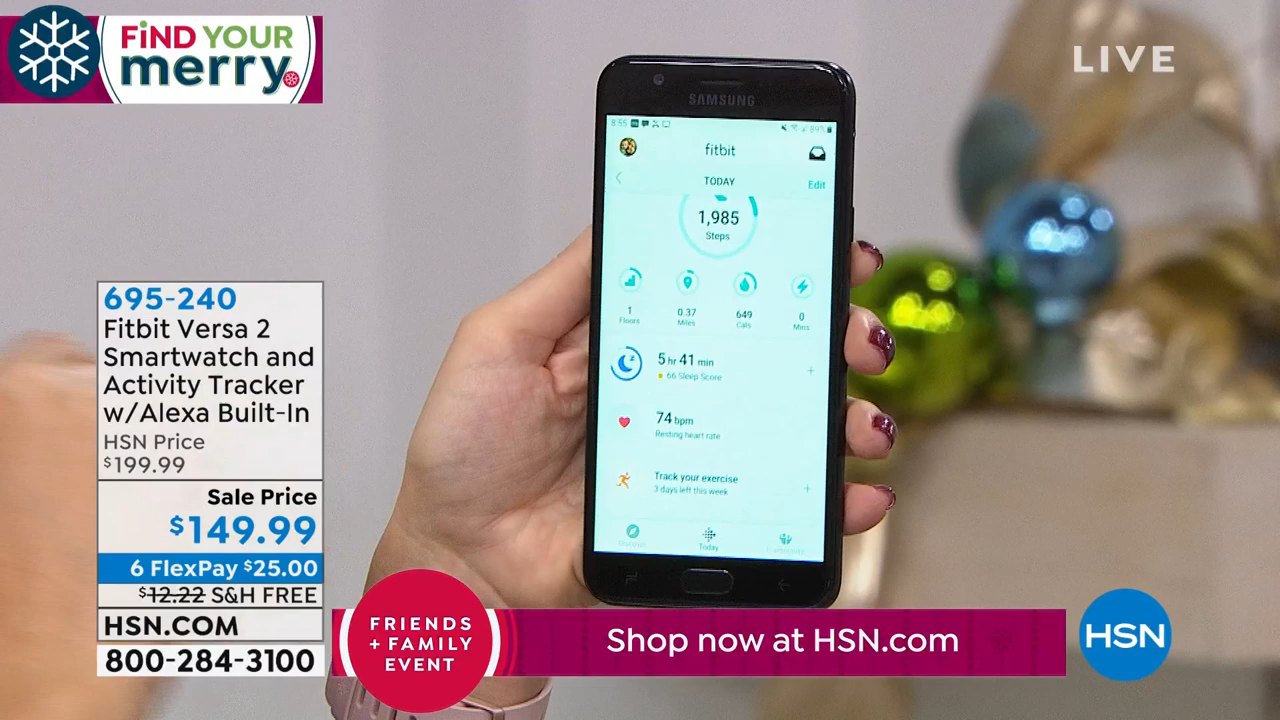 FiND YOUR
merry
LIVE
SAMSUNG
8:55
89%
fitbit
TODAY
Edit
1,985
Steps
1
Floors
0.37
Miles
649
Cals
0
Mins
5 hr 41 min
66 Sleep Score
74 bpm
Resting heart rate
Track your exercise
3 days left this week
Today
695-240
Fitbit Versa 2
Smartwatch and
Activity Tracker
w/Alexa Built-In
HSN Price
$199.99
Sale Price
$149.99
6 FlexPay $25.00
$12.22 S&H FREE
HSN.COM
800-284-3100
FRIENDS
+ FAMILY
EVENT
Shop now at HSN.com
HSN